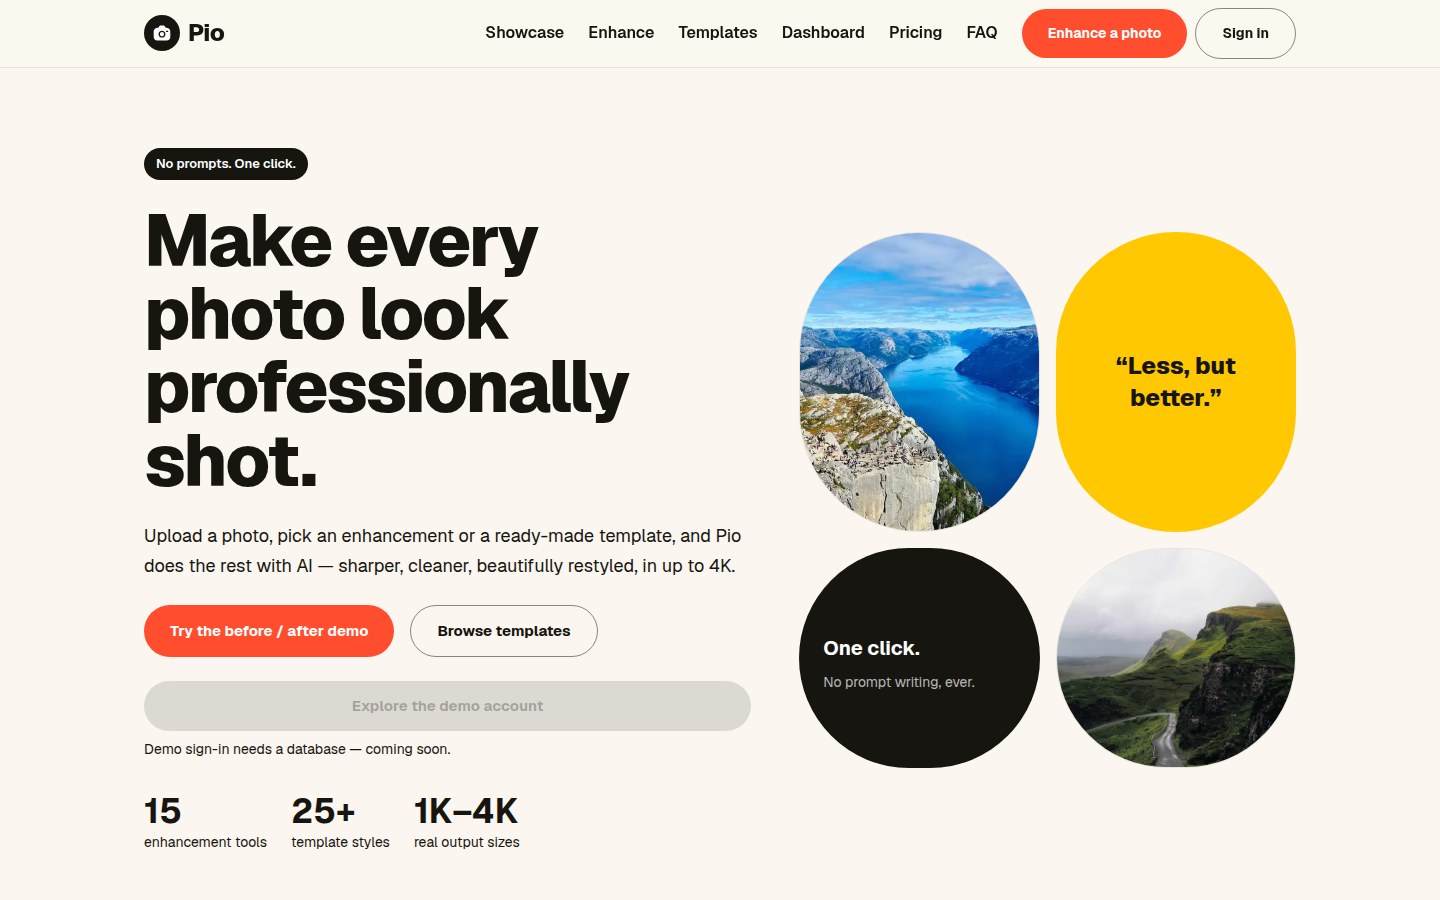 Pio
Showcase
Enhance
Templates
Dashboard
Pricing
FAQ
Enhance a photo
Sign in
No prompts. One click.
Make every
photo look
professionally
shot.
Upload a photo, pick an enhancement or a ready-made template, and Pio
does the rest with AI — sharper, cleaner, beautifully restyled, in up to 4K.
Try the before / after demo
Browse templates
Explore the demo account
Demo sign-in needs a database — coming soon.
15
enhancement tools
25+
template styles
1K–4K
real output sizes
“Less, but
better.”
One click.
No prompt writing, ever.